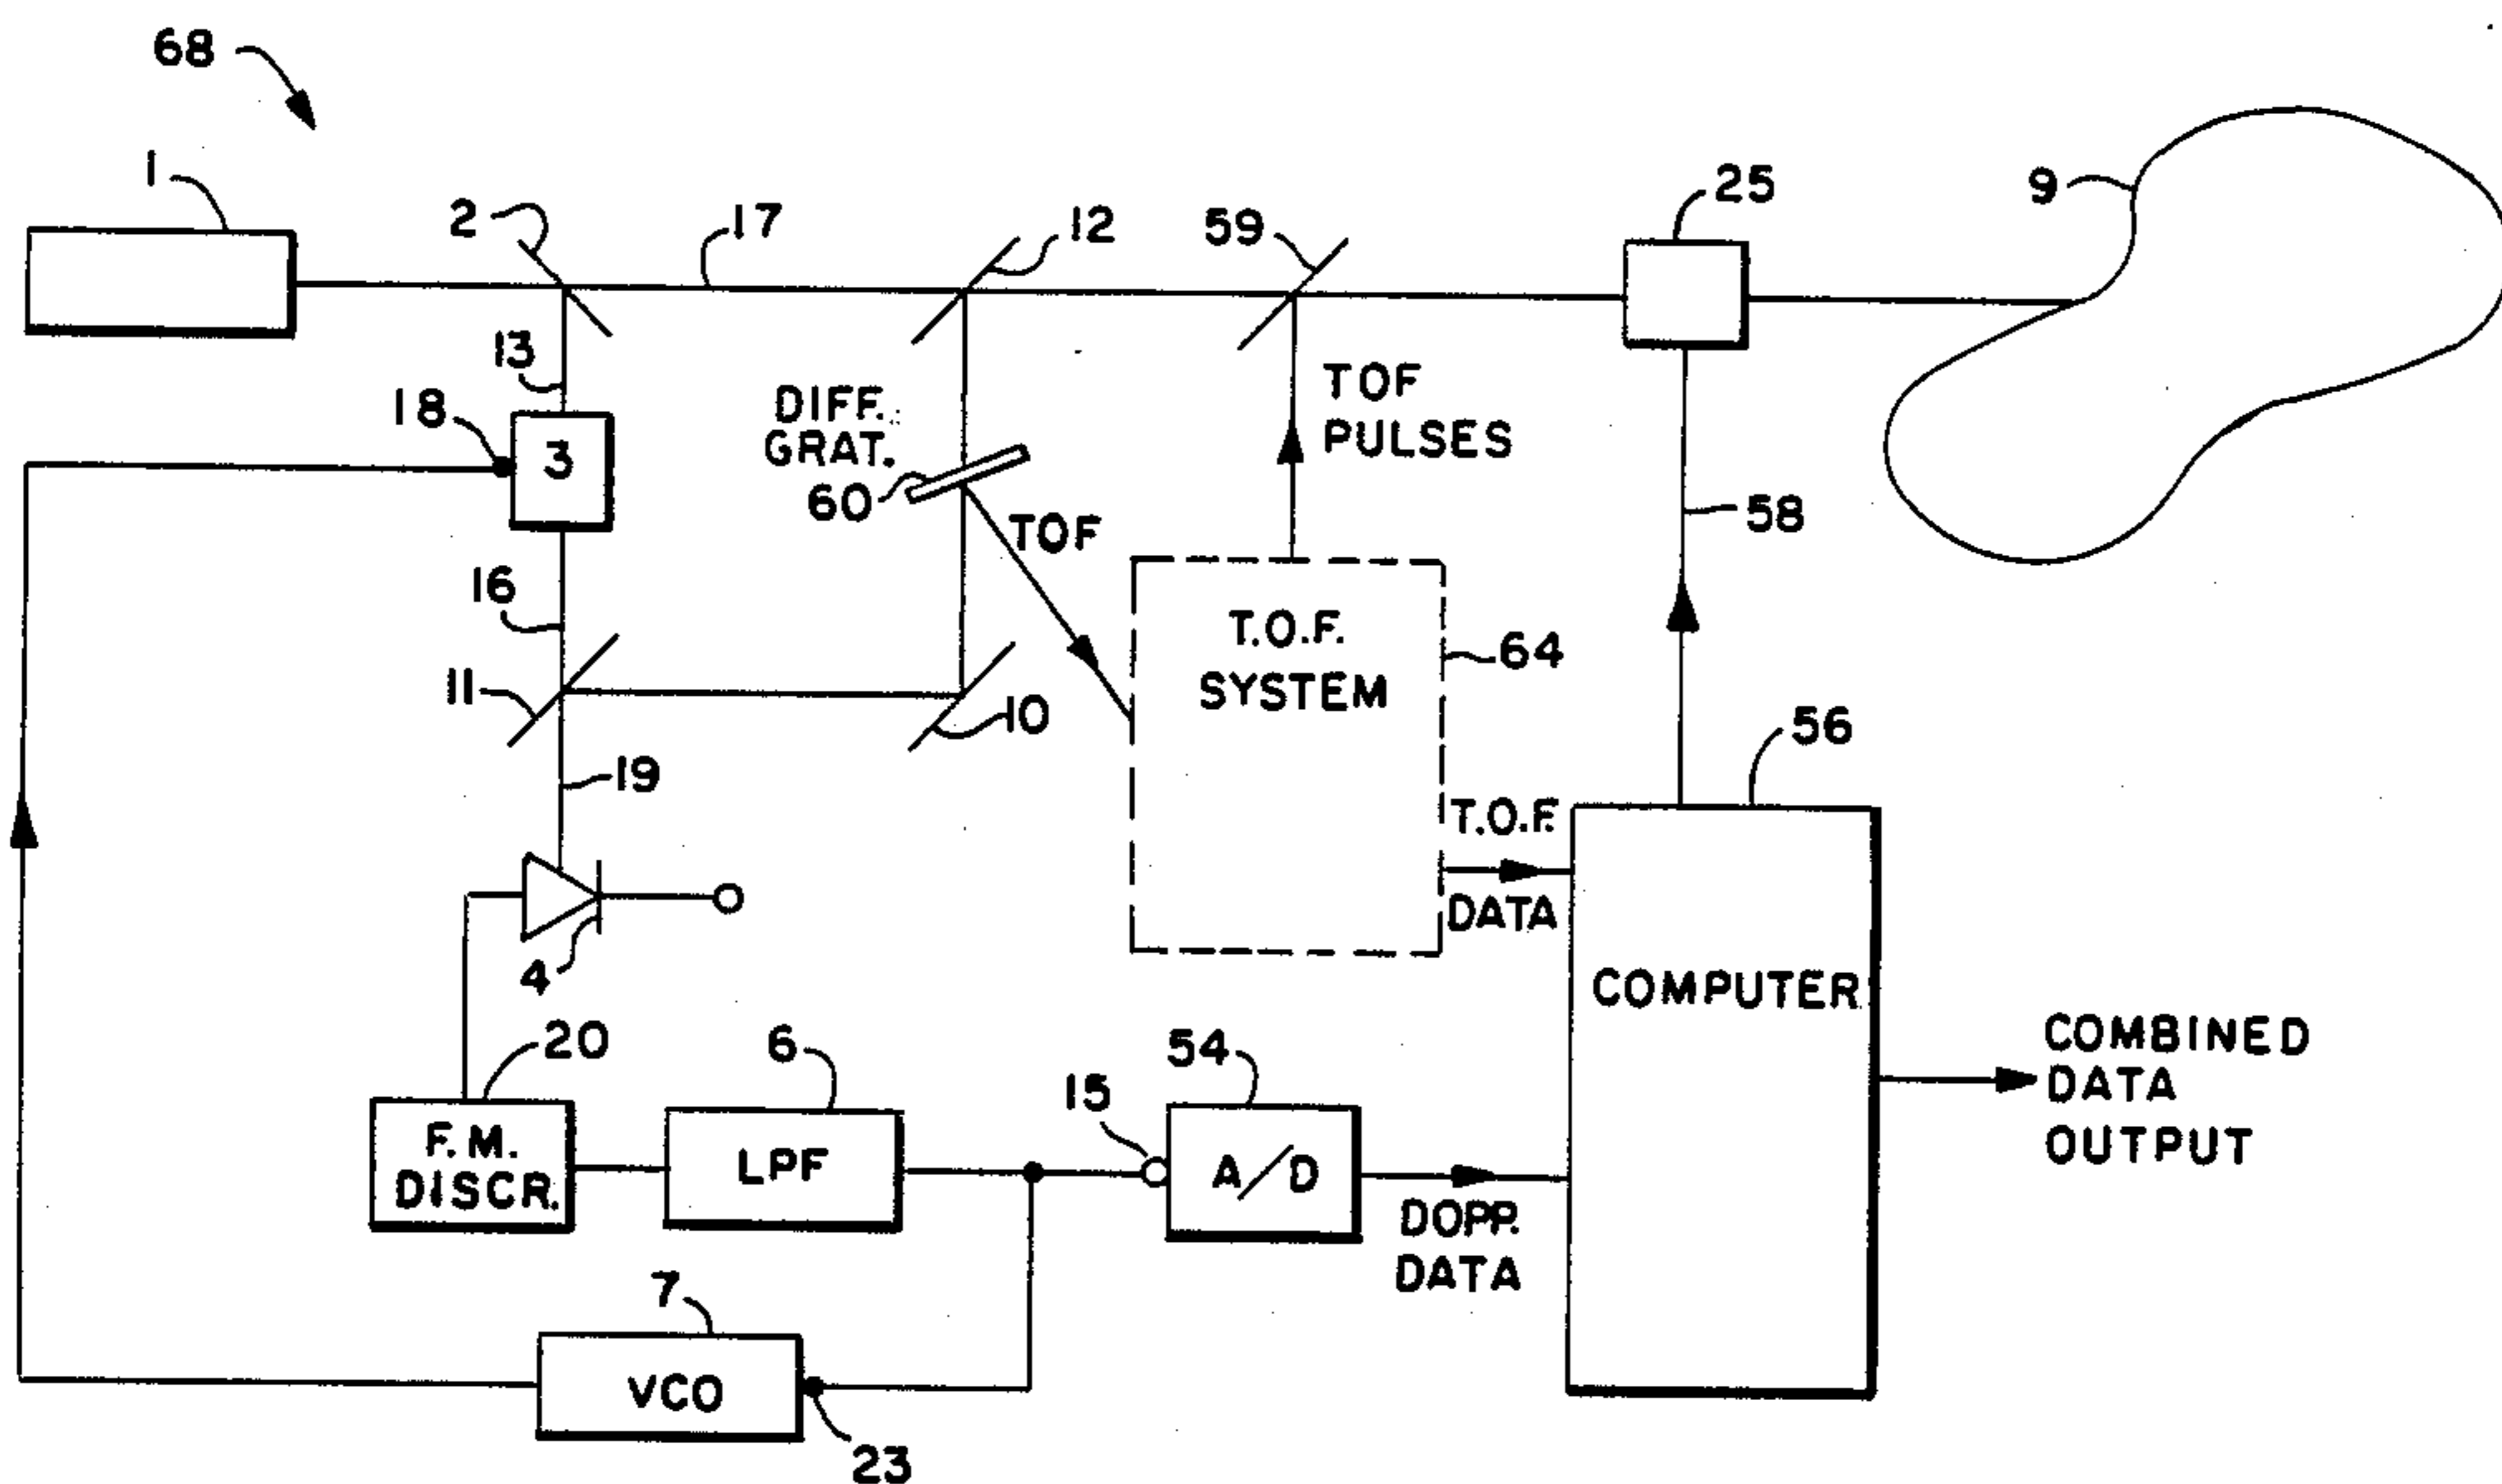 68
1
2
17
12
59
25
9
13
18
3
DIFF.
GRAT.
60
TOF
TOF
PULSES
58
16
T.O.F.
SYSTEM
64
11
10
19
56
T.O.F.
DATA
4
COMPUTER
20
6
54
15
COMBINED
DATA
OUTPUT
F.M.
DISCR.
LPF
A/D
DOPP.
DATA
7
VCO
23